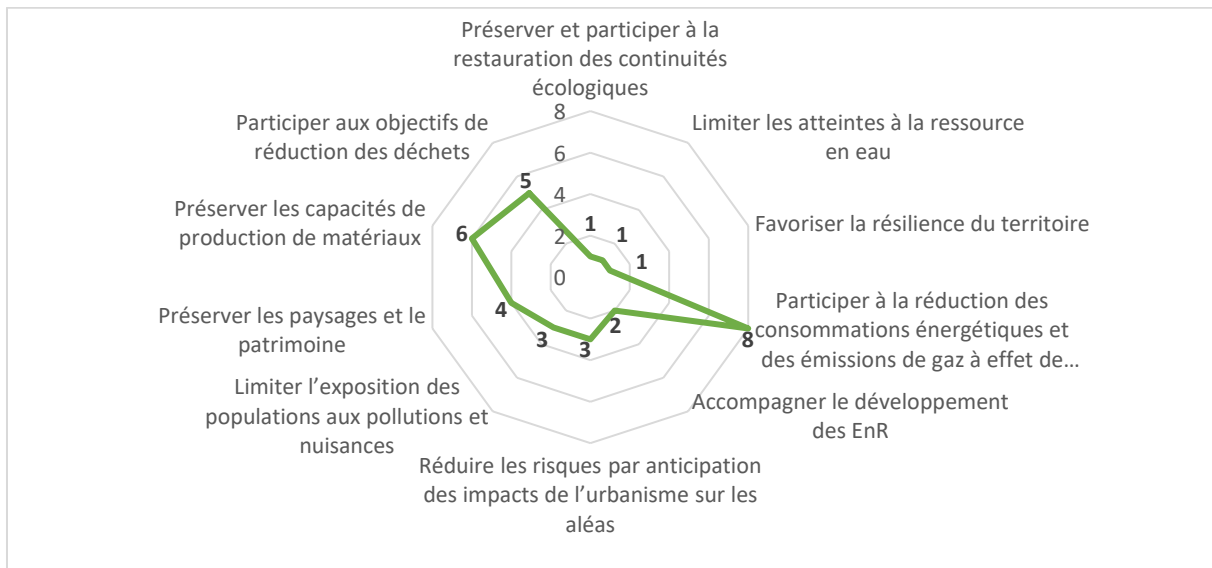 Préserver et participer à la
restauration des continuités
écologiques
Limiter les atteintes à la ressource
en eau
Favoriser la résilience du territoire
Participer à la réduction des
consommations énergétiques et
des émissions de gaz à effet de…
Accompagner le développement
des EnR
Réduire les risques par anticipation
des impacts de l’urbanisme sur les
aléas
Limiter l’exposition des
populations aux pollutions et
nuisances
Préserver les paysages et le
patrimoine
Préserver les capacités de
production de matériaux
Participer aux objectifs de
réduction des déchets
8
6
4
2
0
1
1
1
8
2
3
3
4
6
5